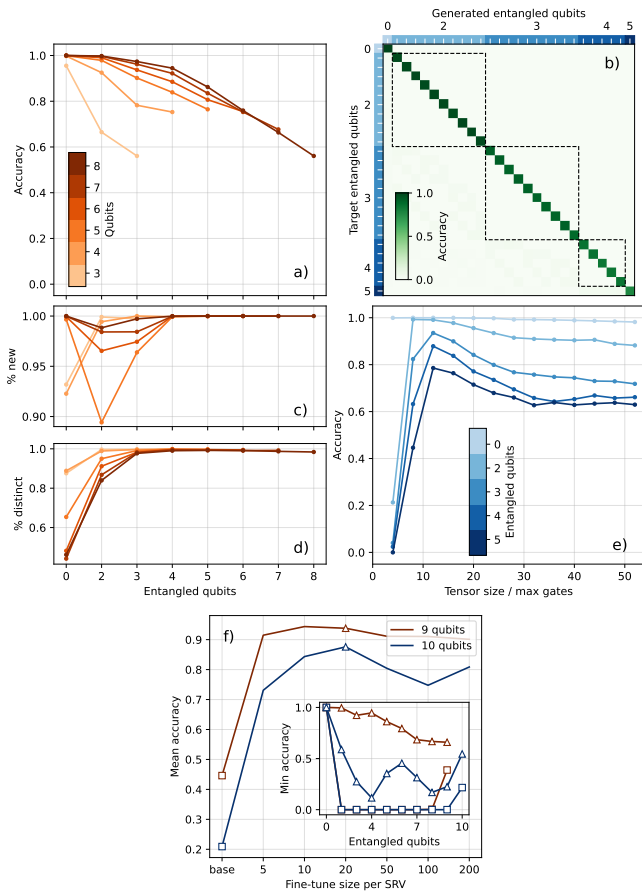 Generated entangled qubits
0 2 3 4 5
b)
Target entangled qubits
0
2
3
4
5
1.0
0.5
0.0
Accuracy
1.0
0.8
0.6
0.4
0.2
0.0
Accuracy
8
7
6
5
4
3
Qubits
a)
1.00
0.95
0.90
% new
c)
1.0
0.8
0.6
% distinct
d)
0 1 2 3 4 5 6 7 8
Entangled qubits
1.0
0.8
0.6
0.4
0.2
0.0
Accuracy
0
1
2
3
4
5
Entangled qubits
e)
0 10 20 30 40 50
Tensor size / max gates
f)
9 qubits
10 qubits
0.9
0.8
0.7
0.6
0.5
0.4
0.3
0.2
Mean accuracy
1.0
0.5
0.0
Min accuracy
0 4 7 10
Entangled qubits
base 5 10 20 50 100 200
Fine-tune size per SRV